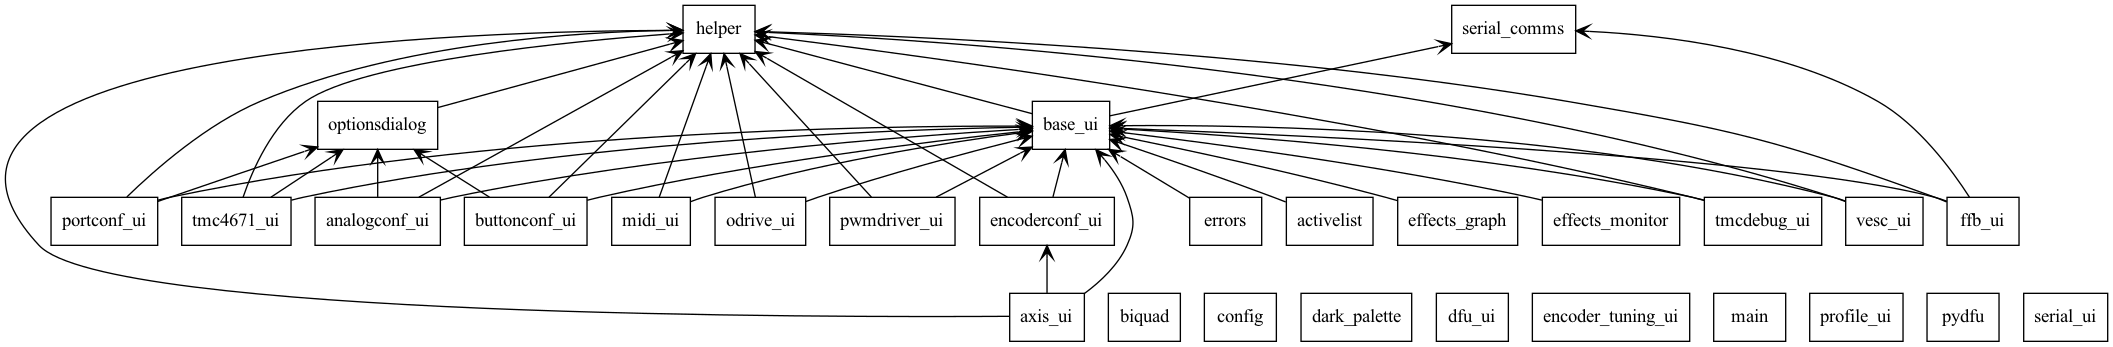 helper
serial_comms
optionsdialog
base_ui
portconf_ui
tmc4671_ui
analogconf_ui
buttonconf_ui
midi_ui
odrive_ui
pwmdriver_ui
encoderconf_ui
errors
activelist
effects_graph
effects_monitor
tmcdebug_ui
vesc_ui
ffb_ui
axis_ui
biquad
config
dark_palette
dfu_ui
encoder_tuning_ui
main
profile_ui
pydfu
serial_ui